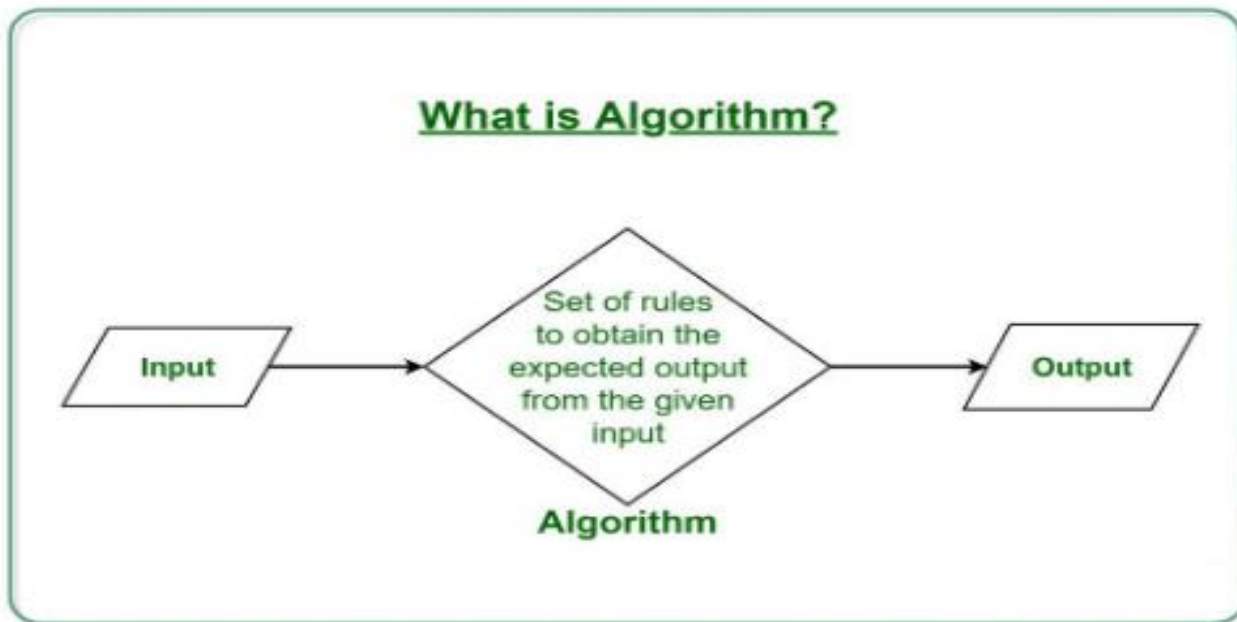 What is Algorithm?
Input
Set of rules
to obtain the
expected output
from the given
input
Output
Algorithm